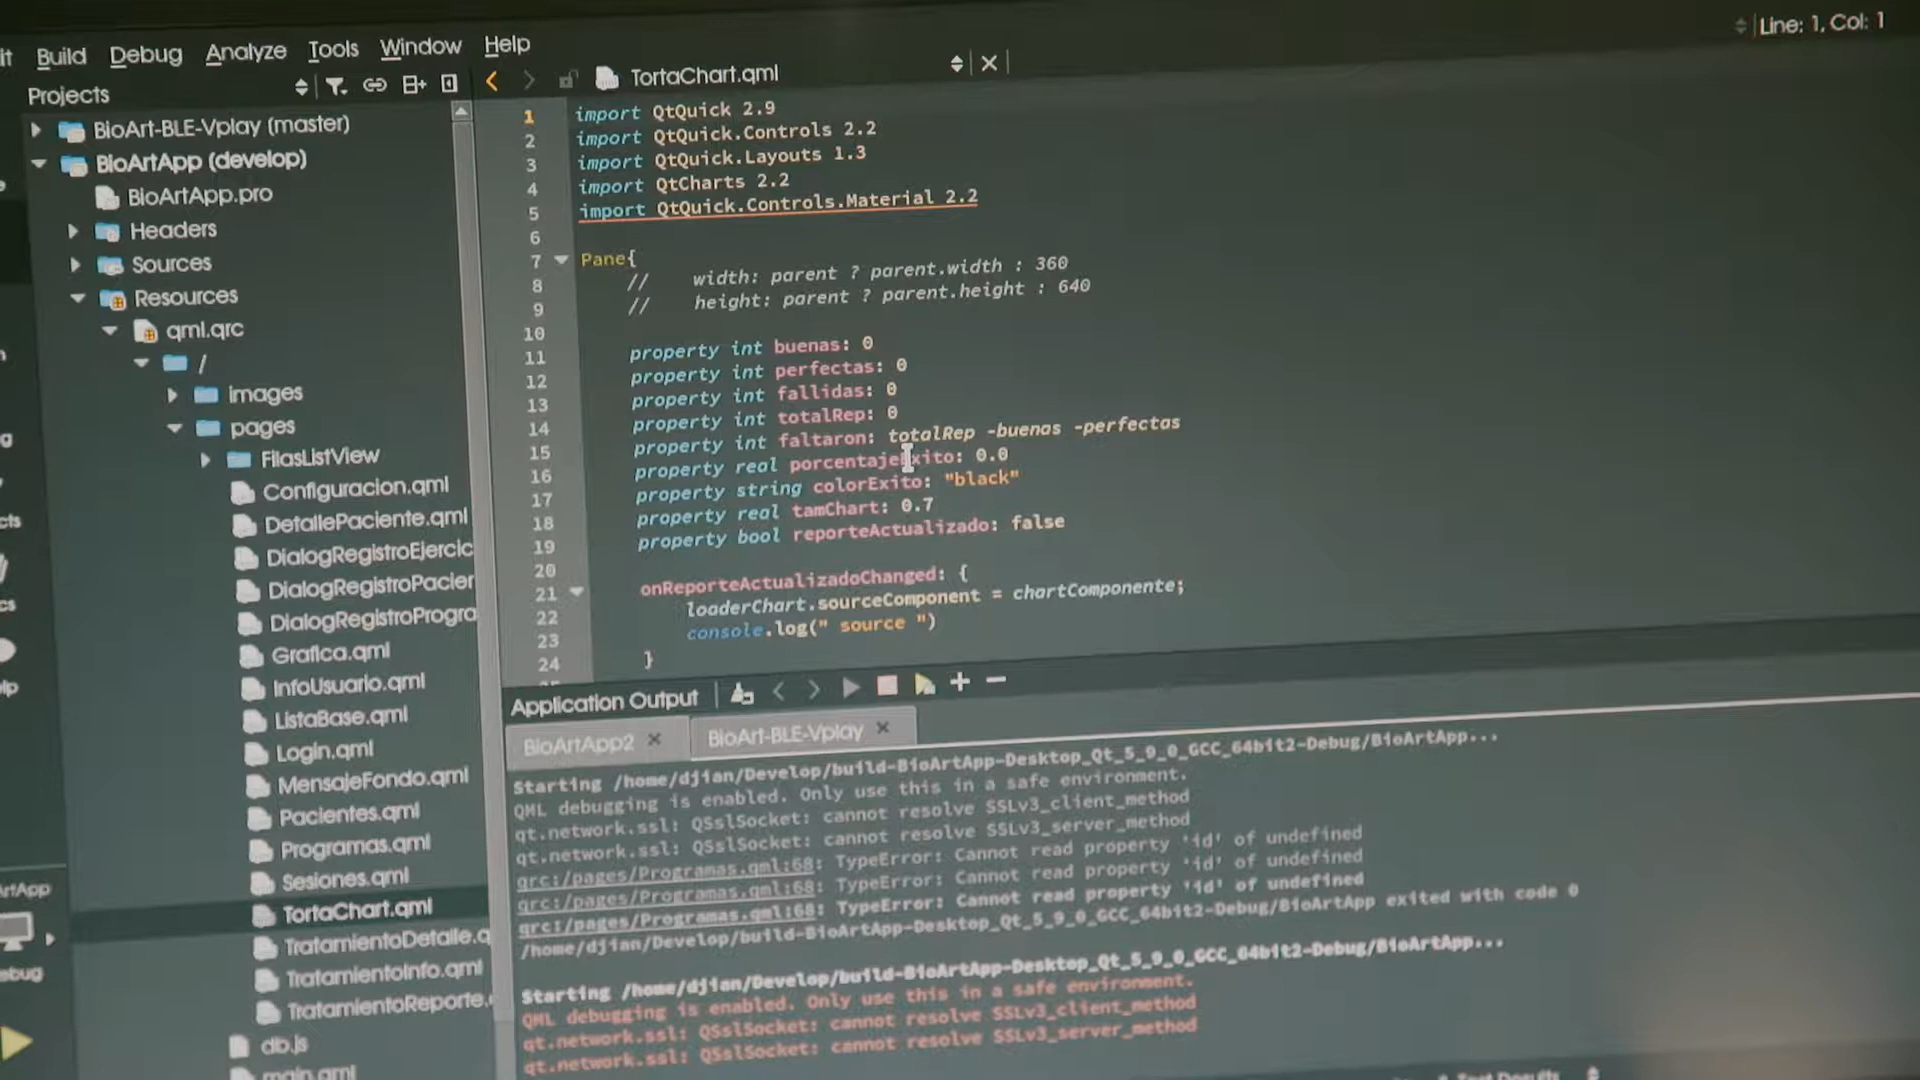 Build Debug Analyze Tools Window Help
Line: 1, Col: 1
Projects
TortaChart.qml
BioArt-BLE-Vplay (master)
BioArtApp (develop)
BioArtApp.pro
Headers
Sources
Resources
qml.qrc
/
images
pages
FilasListView
Configuracion.qml
DetallePaciente.qml
DialogRegistroEjercic
DialogRegistroPacier
DialogRegistroProgra
Grafica.qml
InfoUsuario.qml
ListaBase.qml
Login.qml
MensajeFondo.qml
Pacientes.qml
Programas.qml
Sesiones.qml
TortaChart.qml
TratamientoDetalle.q
TratamientoInfo.qml
TratamientoReporte.
db.js
main.qml
1 import QtQuick 2.9
2 import QtQuick.Controls 2.2
3 import QtQuick.Layouts 1.3
4 import QtCharts 2.2
5 import QtQuick.Controls.Material 2.2
6
7 Pane{
8 // width: parent ? parent.width : 360
9 // height: parent ? parent.height : 640
10
11 property int buenas: 0
12 property int perfectas: 0
13 property int fallidas: 0
14 property int totalRep: 0
15 property int faltaron: totalRep -buenas -perfectas
16 property real porcentajeExito: 0.0
17 property string colorExito: "black"
18 property real tamChart: 0.7
19 property bool reporteActualizado: false
20
21 onReporteActualizadoChanged: {
22 loaderChart.sourceComponent = chartComponente;
23 console.log(" source ")
24 }
Application Output
BioArtApp2
BioArt-BLE-Vplay
Starting /home/djian/Develop/build-BioArtApp-Desktop_Qt_5_9_0_GCC_64bit2-Debug/BioArtApp...
QML debugging is enabled. Only use this in a safe environment.
qt.network.ssl: QSslSocket: cannot resolve SSLv3_client_method
qt.network.ssl: QSslSocket: cannot resolve SSLv3_server_method
qrc:/pages/Programas.qml:68: TypeError: Cannot read property 'id' of undefined
qrc:/pages/Programas.qml:68: TypeError: Cannot read property 'id' of undefined
qrc:/pages/Programas.qml:68: TypeError: Cannot read property 'id' of undefined
/home/djian/Develop/build-BioArtApp-Desktop_Qt_5_9_0_GCC_64bit2-Debug/BioArtApp exited with code 0
Starting /home/djian/Develop/build-BioArtApp-Desktop_Qt_5_9_0_GCC_64bit2-Debug/BioArtApp...
QML debugging is enabled. Only use this in a safe environment.
qt.network.ssl: QSslSocket: cannot resolve SSLv3_client_method
qt.network.ssl: QSslSocket: cannot resolve SSLv3_server_method